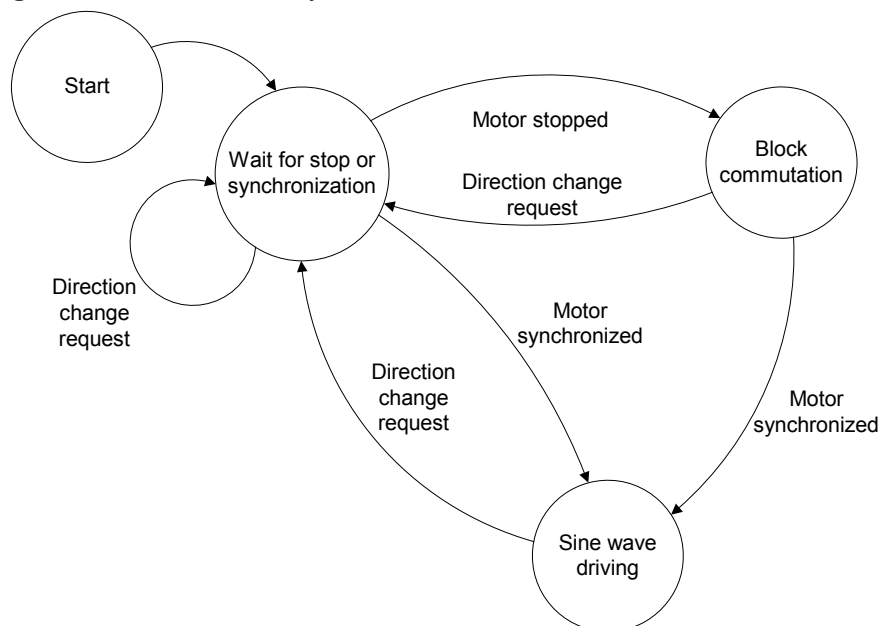 Start
Wait for stop or
synchronization
Motor stopped
Block
commutation
Direction change
request
Direction
change
request
Motor
synchronized
Direction
change
request
Motor
synchronized
Sine wave
driving